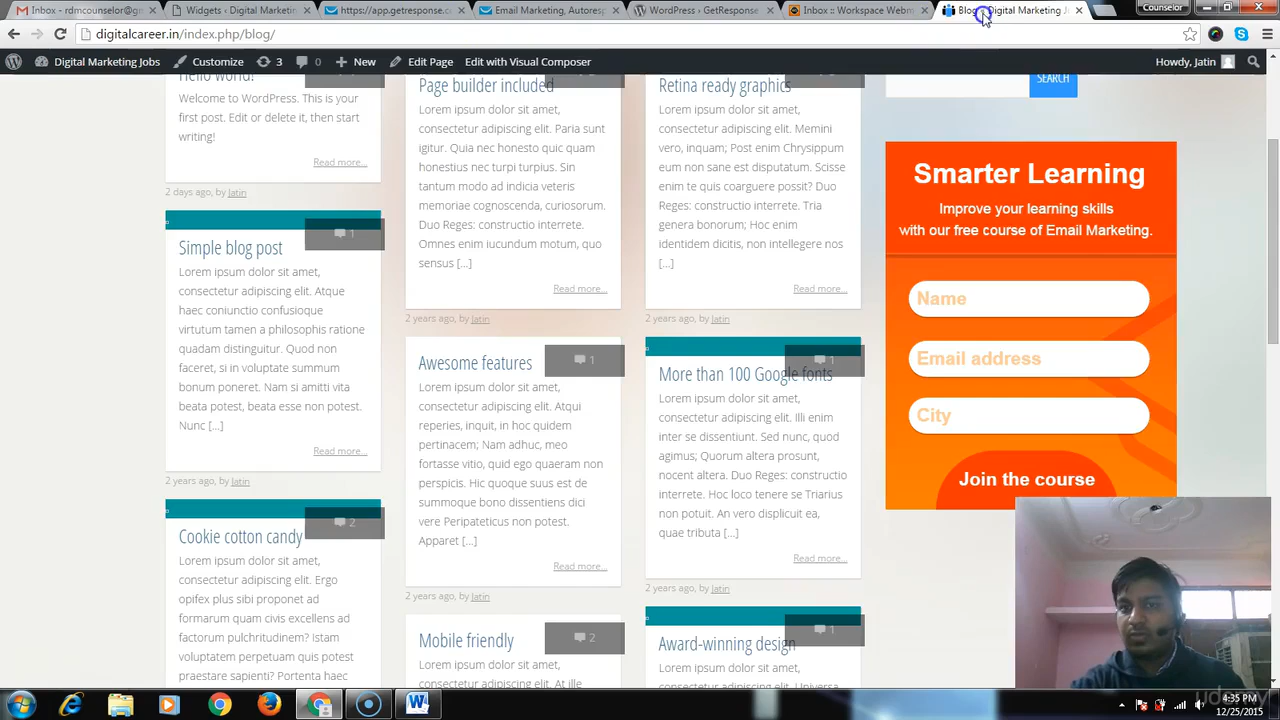 Inbox - rdmcounselor@gm
Widgets ‹ Digital Marketin
https://app.getresponse.c
Email Marketing, Autoresp
WordPress ‹ GetResponse
Inbox :: Workspace Webm
Blog – Digital Marketing J
Counselor
digitalcareer.in/index.php/blog/
Digital Marketing Jobs
Customize
3
0
New
Edit Page
Edit with Visual Composer
Howdy, Jatin
Hello world!
Welcome to WordPress. This is your
first post. Edit or delete it, then start
writing!
Read more...
2 days ago, by Jatin
1
Simple blog post
Lorem ipsum dolor sit amet,
consectetur adipiscing elit. Paria
es. Atque
haec coniunctio confusioque
virtutum tamen a philosophis ratione
quadam distinguitur. Quod non
faceret, si in voluptate summum
bonum poneret. Nam si amitti vita
beata potest, beata esse non potest.
Nunc [...]
Read more...
2 years ago, by Jatin
2
Cookie cotton candy
Lorem ipsum dolor sit amet,
consectetur adipiscing elit. Ergo
opifex plus sibi proponet ad
formarum quam civis excellens ad
factorum pulchritudinem? Istam
voluptatem perpetuam quis potest
praestare sapienti? Potenta haec
Page builder included
Lorem ipsum dolor sit amet,
consectetur adipiscing elit. Paria sunt
igitur. Quia nec honesto quic quam
honestius nec turpi turpius. Sin
tantum modo ad indicia veteris
memoriae cognoscenda, curiosorum.
Duo Reges: constructio interrete.
Omnes enim iucundum motum, quo
sensus [...]
Read more...
2 years ago, by Jatin
1
Awesome features
Lorem ipsum dolor sit amet,
consectetur adipiscing elit. Atqui
reperies, inquit, in hoc quidem
pertinacem; Nam adhuc, meo
fortasse vitio, quid ego quaeram non
perspicis. Hic quoque suus est de
summoque bono dissentiens dici
vere Peripateticus non potest.
Apparet [...]
Read more...
2 years ago, by Jatin
2
Mobile friendly
Lorem ipsum dolor sit amet,
consectetur adipiscing elit. At ille
Retina ready graphics
Lorem ipsum dolor sit amet,
consectetur adipiscing elit. Memini
vero, inquam; Post enim Chrysippum
eum non sane est disputatum. Scisse
enim te quis coarguere possit? Duo
Reges: constructio interrete. Tria
genera bonorum; Hoc enim
identidem dicitis, non intellegere nos
[...]
Read more...
2 years ago, by Jatin
1
More than 100 Google fonts
Lorem ipsum dolor sit amet,
consectetur adipiscing elit. Illi enim
inter se dissentiunt. Sed nunc, quod
agimus; Quorum altera prosunt,
nocent altera. Duo Reges: constructio
interrete. Hoc loco tenere se Triarius
non potuit. An vero displicuit ea,
quae tributa [...]
Read more...
2 years ago, by Jatin
1
Award-winning design
Lorem ipsum dolor sit amet,
SEARCH
Smarter Learning
Improve your learning skills
with our free course of Email Marketing.
Name
Email address
City
Join the course
udemy
4:35 PM
12/25/2015